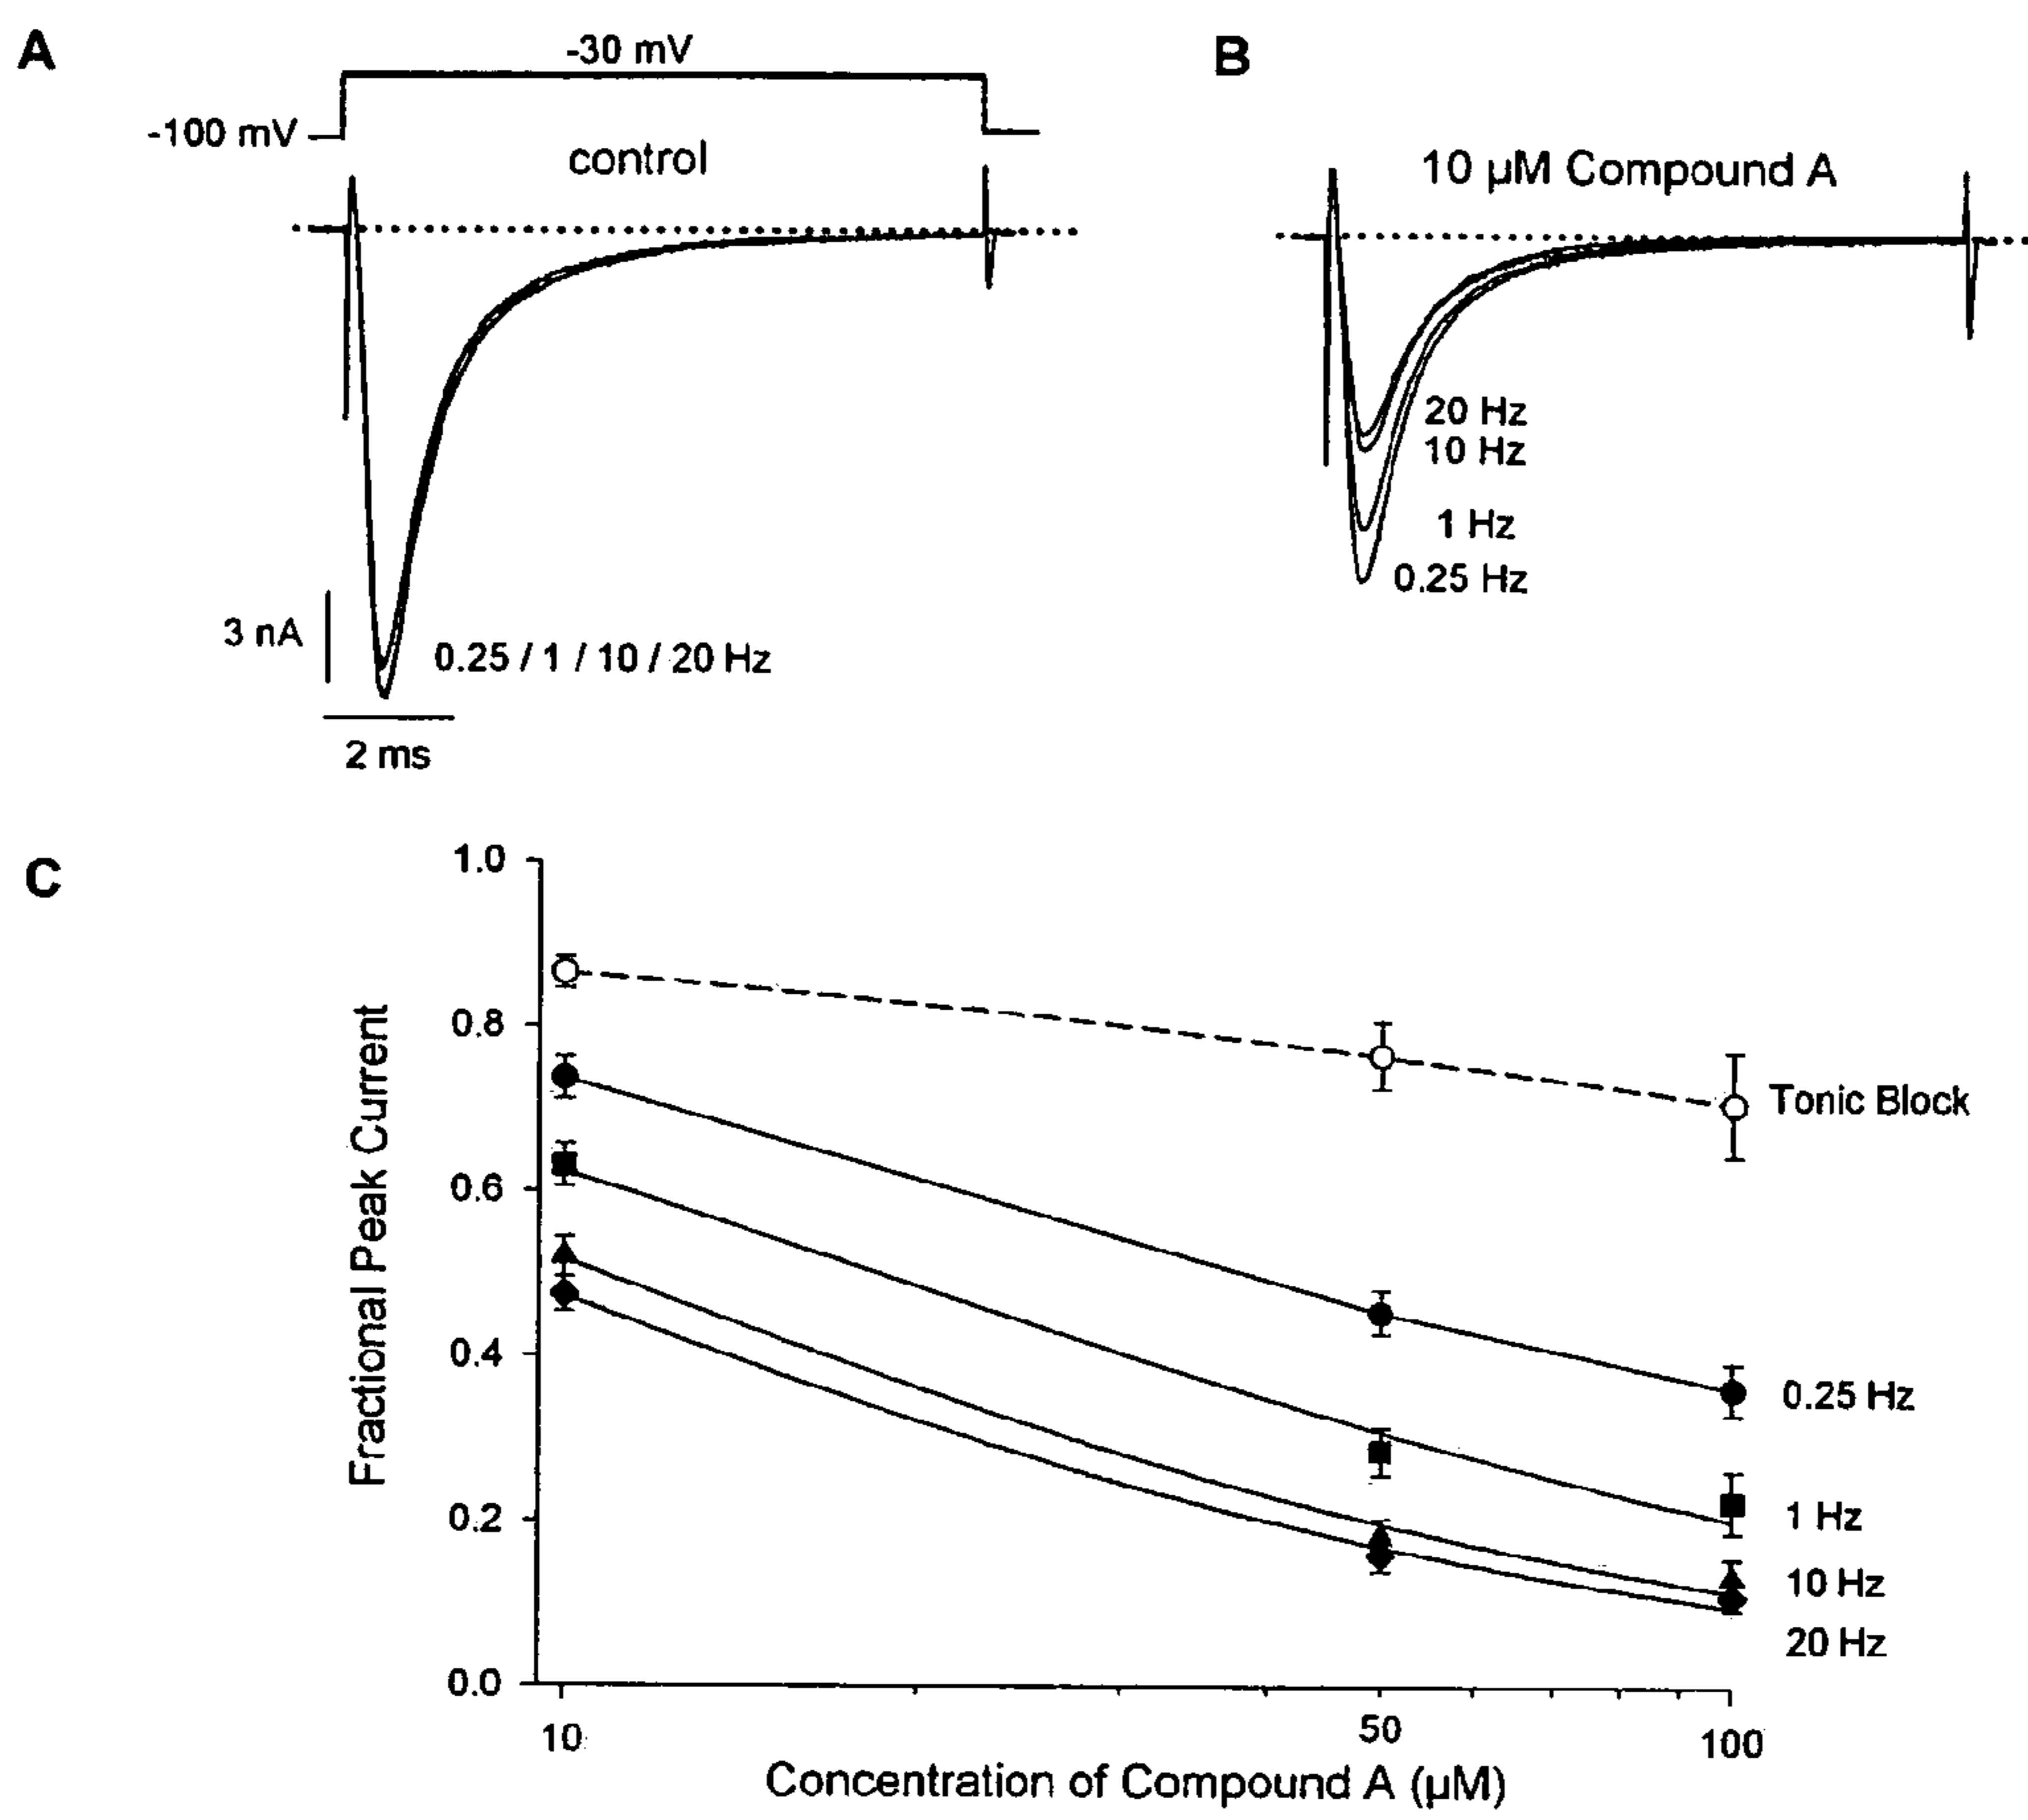 A
-30 mV
-100 mV
control
3 nA
0.25 / 1 / 10 / 20 Hz
2 ms
B
10 µM Compound A
20 Hz
10 Hz
1 Hz
0.25 Hz
C
Fractional Peak Current
1.0
0.8
0.6
0.4
0.2
0.0
Tonic Block
0.25 Hz
1 Hz
10 Hz
20 Hz
10
50
100
Concentration of Compound A (µM)